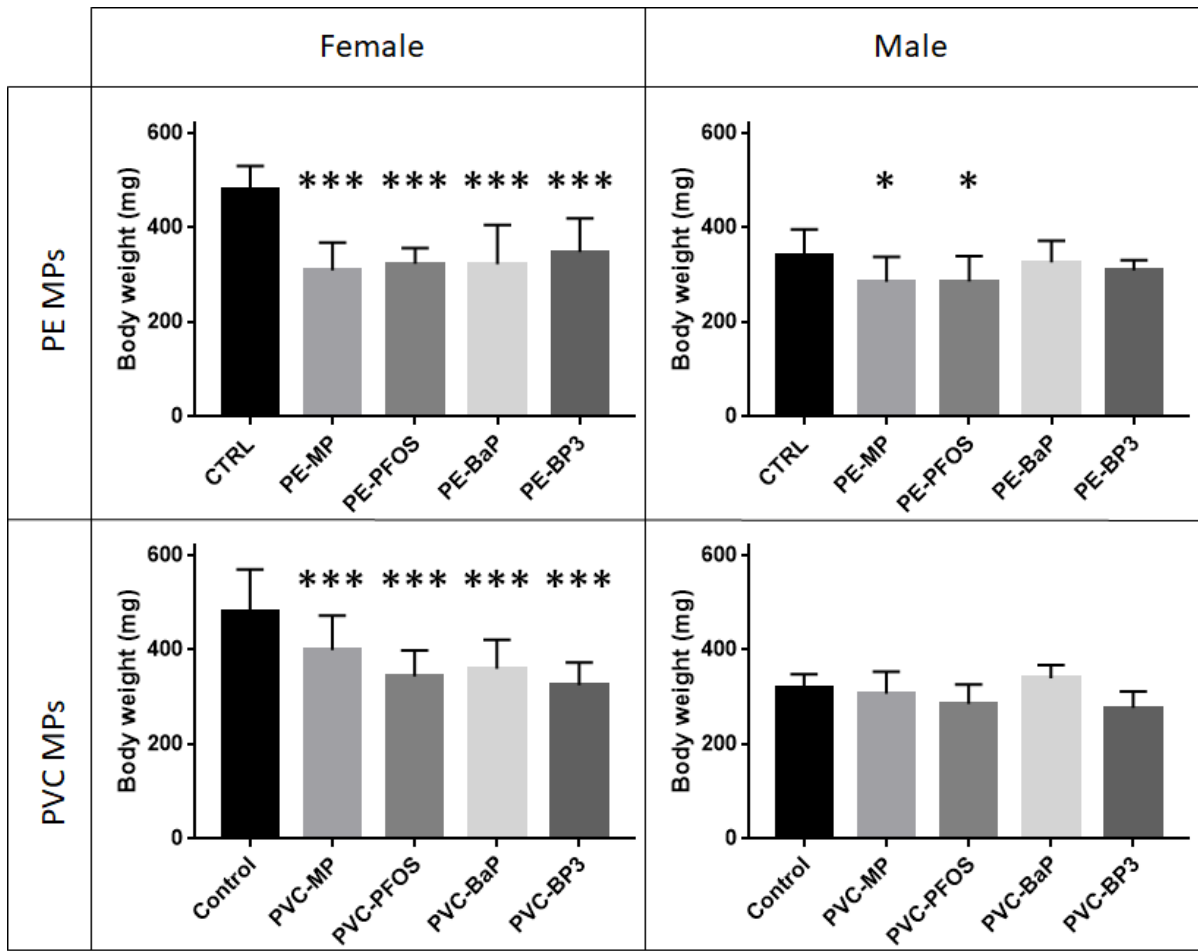 Female
Male
PE MPs
Body weight (mg)
600
400
200
0
*** *** *** ***
CTRL
PE-MP
PE-PFOS
PE-BaP
PE-BP3
Body weight (mg)
600
400
200
0
* *
CTRL
PE-MP
PE-PFOS
PE-BaP
PE-BP3
PVC MPs
Body weight (mg)
600
400
200
0
*** *** *** ***
Control
PVC-MP
PVC-PFOS
PVC-BaP
PVC-BP3
Body weight (mg)
600
400
200
0
Control
PVC-MP
PVC-PFOS
PVC-BaP
PVC-BP3